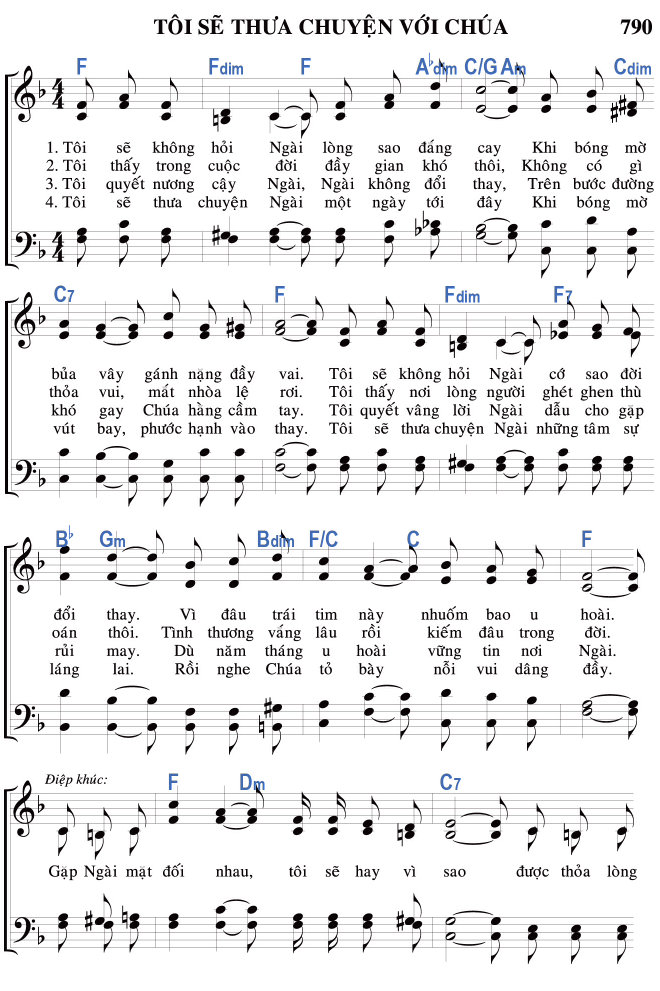 TÔI SẼ THƯA CHUYỆN VỚI CHÚA 790
F Fdim F A♭dim C/G Am Cdim
1. Tôi sẽ không hỏi Ngài lòng sao đáng cay Khi bóng mờ
2. Tôi thấy trong cuộc đời đầy gian khó thôi, Không có gì
3. Tôi quyết nương cậy Ngài, Ngài không đổi thay, Trên bước đường
4. Tôi sẽ thưa chuyện Ngài một ngày tới đây Khi bóng mờ
C7 F Fdim F7
bủa vây gánh nặng đầy vai. Tôi sẽ không hỏi Ngài cớ sao đời
thỏa vui, mát nhòa lệ rơi. Tôi thấy nơi lòng người ghét ghen thù
khó gay Chúa hằng cầm tay. Tôi quyết vâng lời Ngài dẫu cho gặp
vút bay, phước hạnh vào thay. Tôi sẽ thưa chuyện Ngài những tâm sự
B♭ Gm Bdim F/C C F
đổi thay. Vì đâu trái tim này nhuốm bao u hoài.
oán thôi. Tình thương vắng lâu rồi kiếm đâu trong đời.
rủi may. Dù năm tháng u hoài vững tin nơi Ngài.
láng lai. Rồi nghe Chúa tỏ bày nỗi vui dâng đầy.
Điệp khúc: F Dm C7
Gặp Ngài mặt đối nhau, tôi sẽ hay vì sao được thỏa lòng